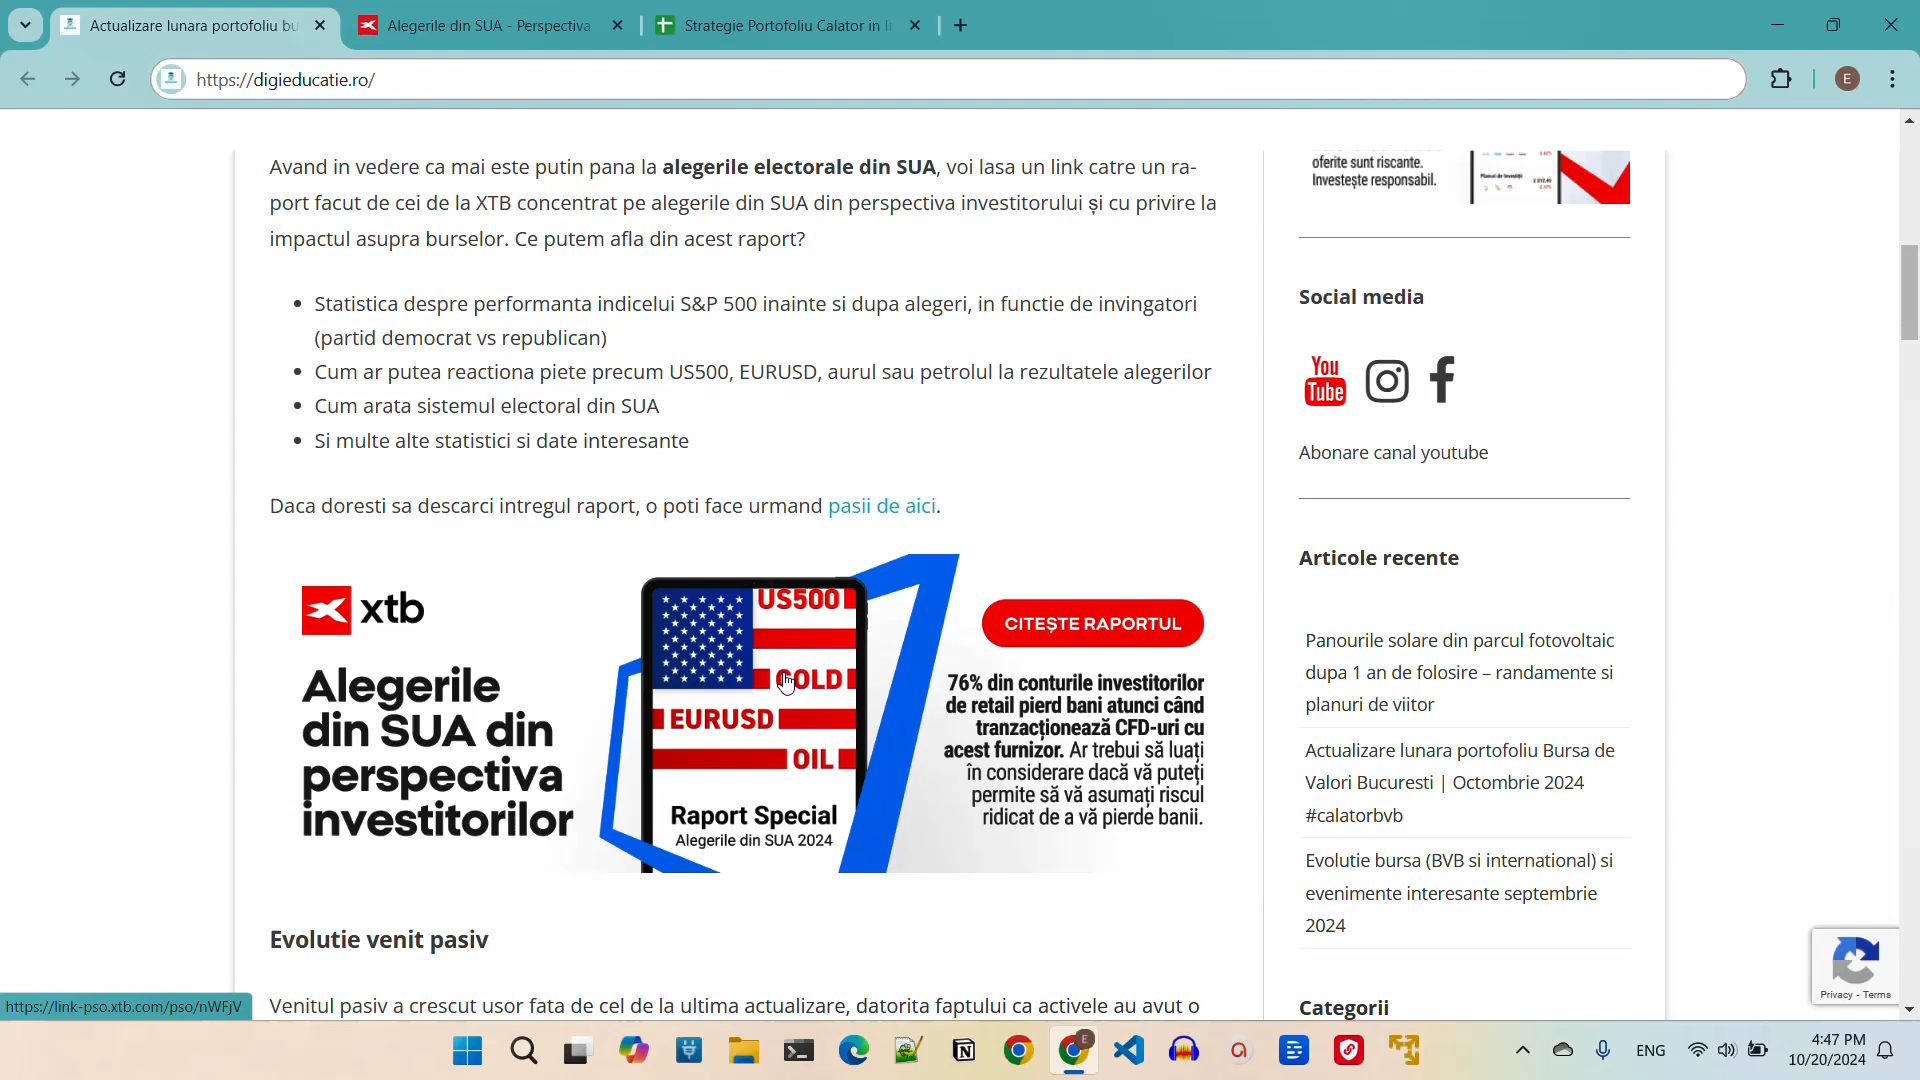 Actualizare lunara portofoliu bu
Alegerile din SUA - Perspectiva
Strategie Portofoliu Calator in I
https://digieducatie.ro/
E
Avand in vedere ca mai este putin pana la alegerile electorale din SUA, voi lasa un link catre un ra-
port facut de cei de la XTB concentrat pe alegerile din SUA din perspectiva investitorului și cu privire la
impactul asupra burselor. Ce putem afla din acest raport?
Statistica despre performanta indicelui S&P 500 inainte si dupa alegeri, in functie de invingatori
(partid democrat vs republican)
Cum ar putea reactiona piete precum US500, EURUSD, aurul sau petrolul la rezultatele alegerilor
Cum arata sistemul electoral din SUA
Si multe alte statistici si date interesante
Daca doresti sa descarci intregul raport, o poti face urmand pasii de aici.
xtb
Alegerile
din SUA din
perspectiva
investitorilor
US500
GOLD
EURUSD
OIL
Raport Special
Alegerile din SUA 2024
CITEȘTE RAPORTUL
76% din conturile investitorilor
de retail pierd bani atunci când
tranzacționează CFD-uri cu
acest furnizor. Ar trebui să luați
în considerare dacă vă puteți
permite să vă asumați riscul
ridicat de a vă pierde banii.
Evolutie venit pasiv
Venitul pasiv a crescut usor fata de cel de la ultima actualizare, datorita faptului ca activele au avut o
oferite sunt riscante.
Investește responsabil.
Social media
You
Tube
Abonare canal youtube
Articole recente
Panourile solare din parcul fotovoltaic
dupa 1 an de folosire – randamente si
planuri de viitor
Actualizare lunara portofoliu Bursa de
Valori Bucuresti | Octombrie 2024
#calatorbvb
Evolutie bursa (BVB si international) si
evenimente interesante septembrie
2024
Categorii
Privacy - Terms
https://link-pso.xtb.com/pso/nWFjV
ENG
4:47 PM
10/20/2024